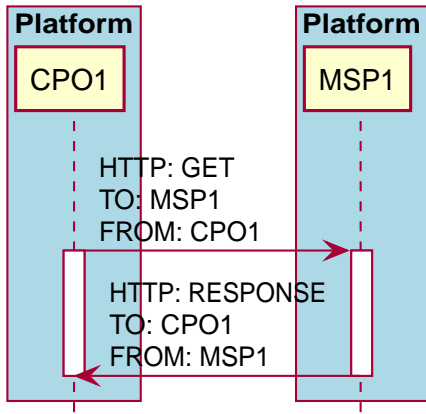 Platform
Platform
CPO1
MSP1
HTTP: GET
TO: MSP1
FROM: CPO1
HTTP: RESPONSE
TO: CPO1
FROM: MSP1